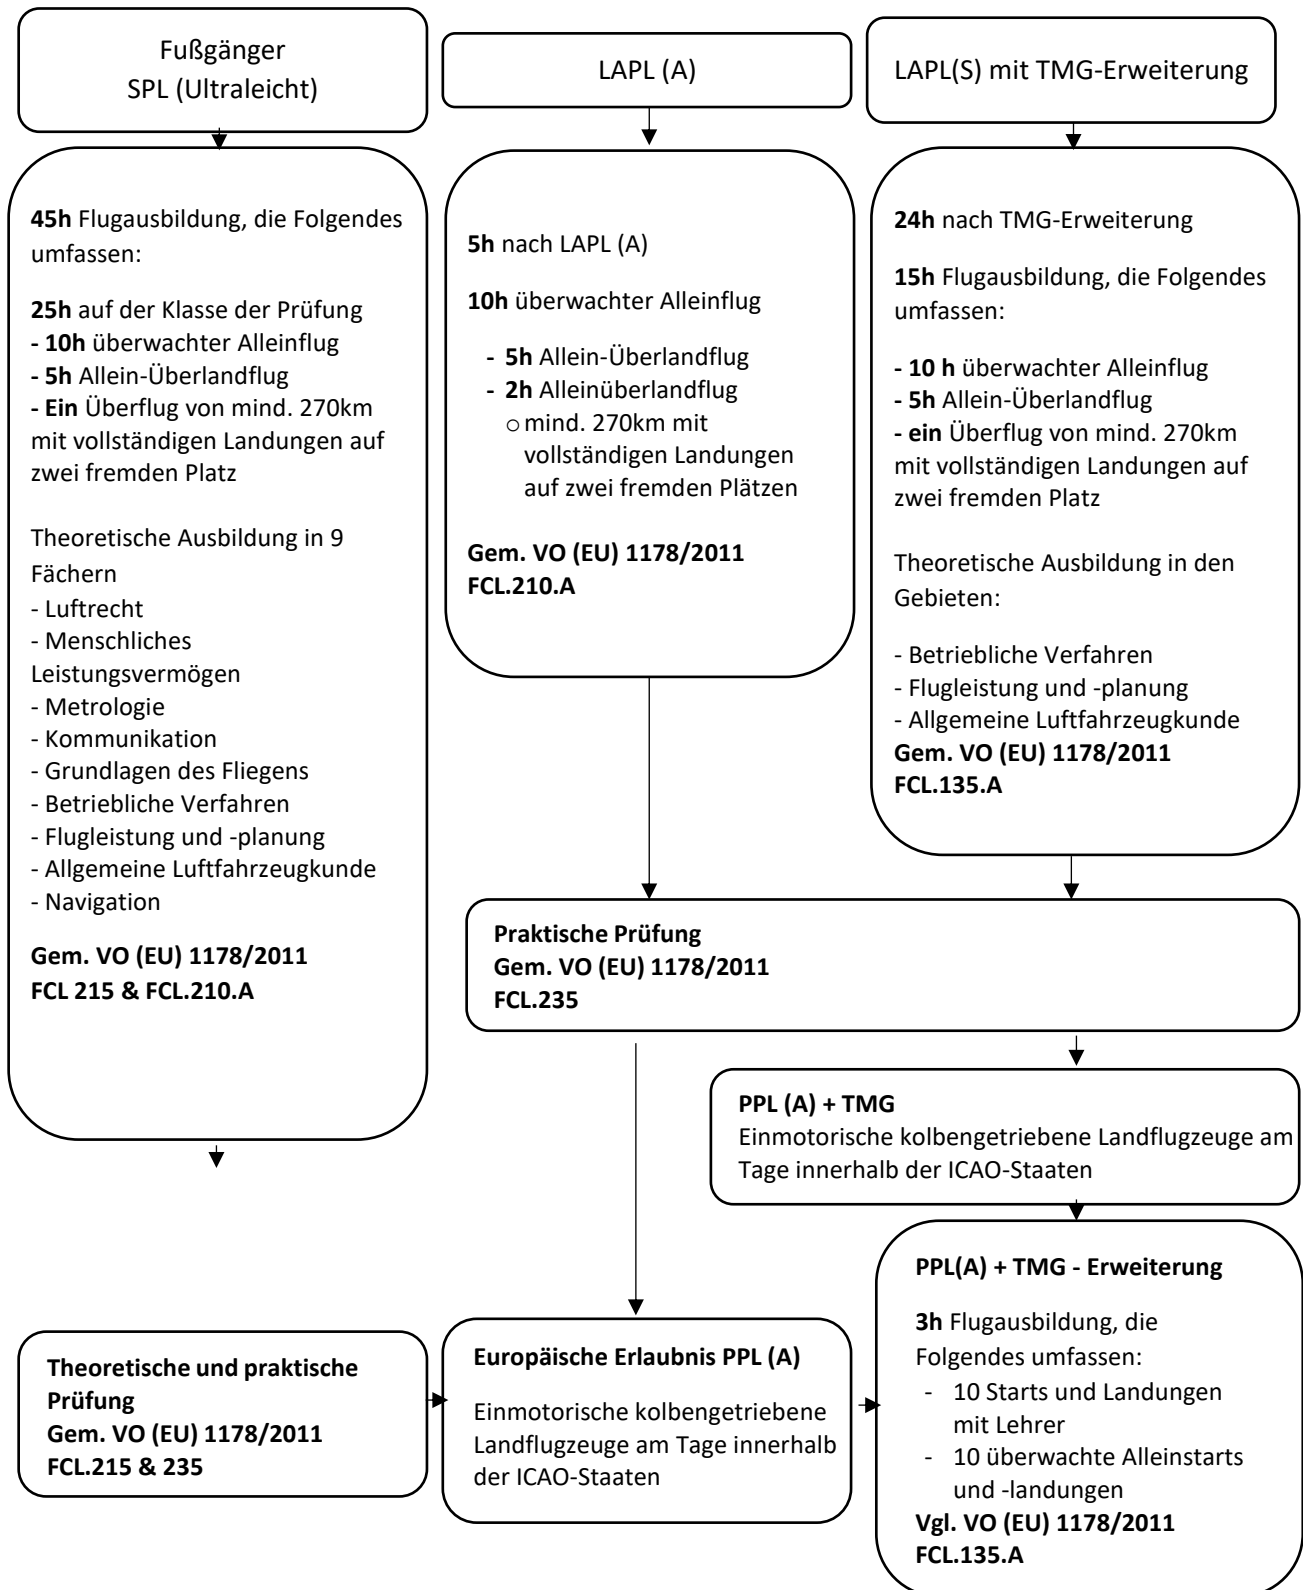 Fußgänger
SPL (Ultraleicht)
LAPL (A)
LAPL(S) mit TMG-Erweiterung
45h Flugausbildung, die Folgendes
umfassen:
25h auf der Klasse der Prüfung
- 10h überwachter Alleinflug
- 5h Allein-Überlandflug
- Ein Überflug von mind. 270km
mit vollständigen Landungen auf
zwei fremden Platz
Theoretische Ausbildung in 9
Fächern
- Luftrecht
- Menschliches
Leistungsvermögen
- Metrologie
- Kommunikation
- Grundlagen des Fliegens
- Betriebliche Verfahren
- Flugleistung und -planung
- Allgemeine Luftfahrzeugkunde
- Navigation
Gem. VO (EU) 1178/2011
FCL 215 & FCL.210.A
5h nach LAPL (A)
10h überwachter Alleinflug
- 5h Allein-Überlandflug
- 2h Alleinüberlandflug
o mind. 270km mit
vollständigen Landungen
auf zwei fremden Plätzen
Gem. VO (EU) 1178/2011
FCL.210.A
24h nach TMG-Erweiterung
15h Flugausbildung, die Folgendes
umfassen:
- 10 h überwachter Alleinflug
- 5h Allein-Überlandflug
- ein Überflug von mind. 270km
mit vollständigen Landungen auf
zwei fremden Platz
Theoretische Ausbildung in den
Gebieten:
- Betriebliche Verfahren
- Flugleistung und -planung
- Allgemeine Luftfahrzeugkunde
Gem. VO (EU) 1178/2011
FCL.135.A
Praktische Prüfung
Gem. VO (EU) 1178/2011
FCL.235
PPL (A) + TMG
Einmotorische kolbengetriebene Landflugzeuge am
Tage innerhalb der ICAO-Staaten
Theoretische und praktische
Prüfung
Gem. VO (EU) 1178/2011
FCL.215 & 235
Europäische Erlaubnis PPL (A)
Einmotorische kolbengetriebene
Landflugzeuge am Tage innerhalb
der ICAO-Staaten
PPL(A) + TMG - Erweiterung
3h Flugausbildung, die
Folgendes umfassen:
- 10 Starts und Landungen
mit Lehrer
- 10 überwachte Alleinstarts
und -landungen
Vgl. VO (EU) 1178/2011
FCL.135.A